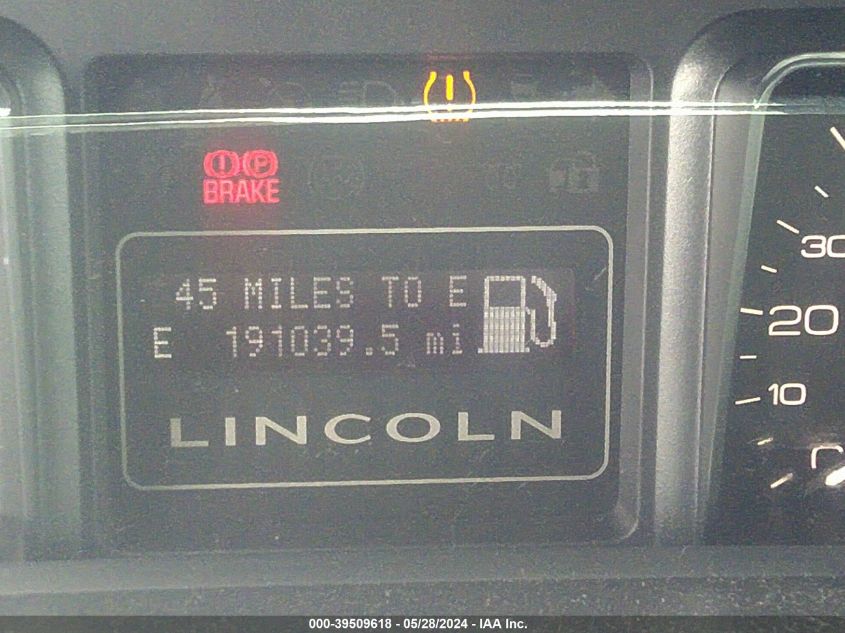 BRAKE
45 MILES TO E
E 191039.5 mi
LINCOLN
30
20
10
000-39509618 - 05/28/2024 - IAA Inc.